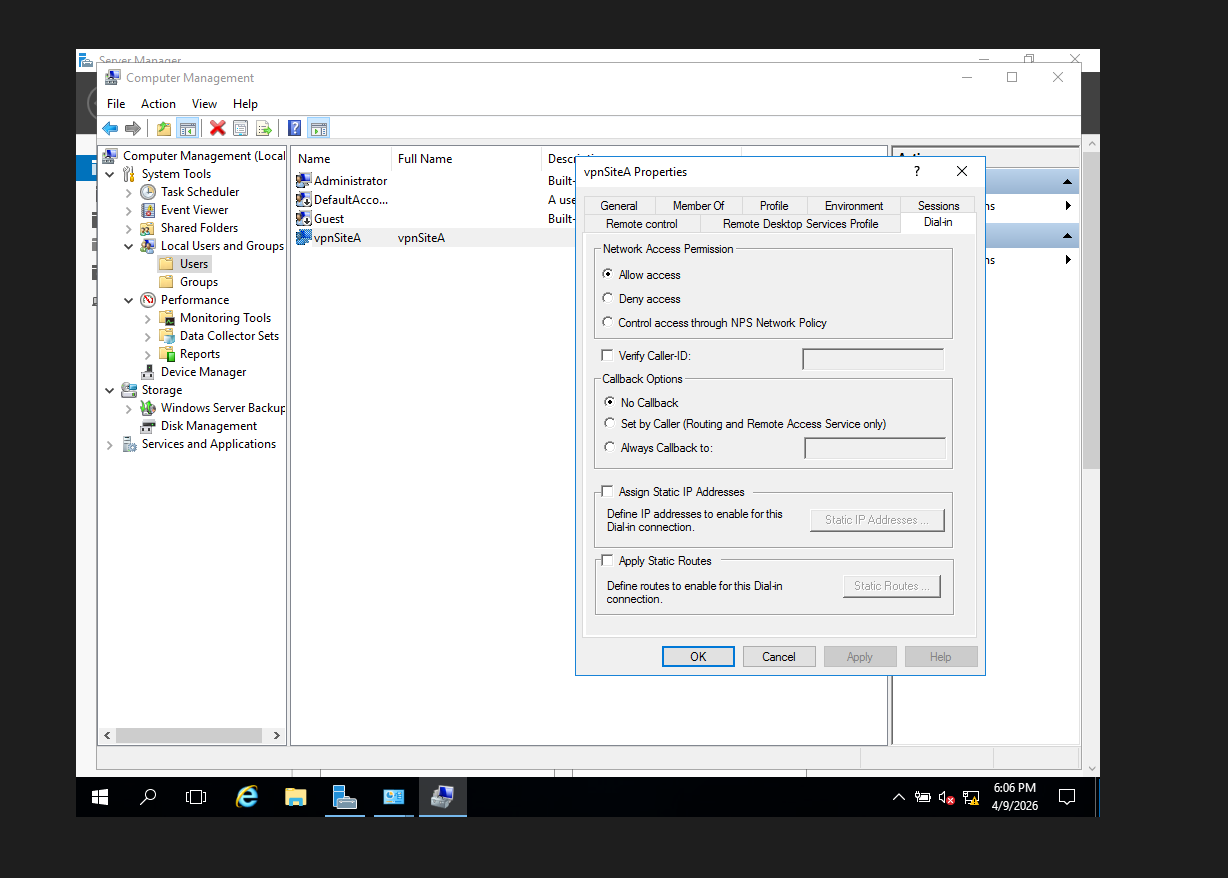 Server Manager
Computer Management
File Action View Help
Computer Management (Local
System Tools
Task Scheduler
Event Viewer
Shared Folders
Local Users and Groups
Users
Groups
Performance
Monitoring Tools
Data Collector Sets
Reports
Device Manager
Storage
Windows Server Backup
Disk Management
Services and Applications
Name Full Name
Administrator Built-
DefaultAcco... A use
Guest Built-
vpnSiteA vpnSiteA
vpnSiteA Properties ?
General Member Of Profile Environment Sessions
Remote control Remote Desktop Services Profile Dial-in
Network Access Permission
Allow access
Deny access
Control access through NPS Network Policy
Verify Caller-ID:
Callback Options
No Callback
Set by Caller (Routing and Remote Access Service only)
Always Callback to:
Assign Static IP Addresses
Define IP addresses to enable for this
Dial-in connection.
Static IP Addresses ...
Apply Static Routes
Define routes to enable for this Dial-in
connection.
Static Routes ...
OK Cancel Apply Help
ns
ns
6:06 PM
4/9/2026